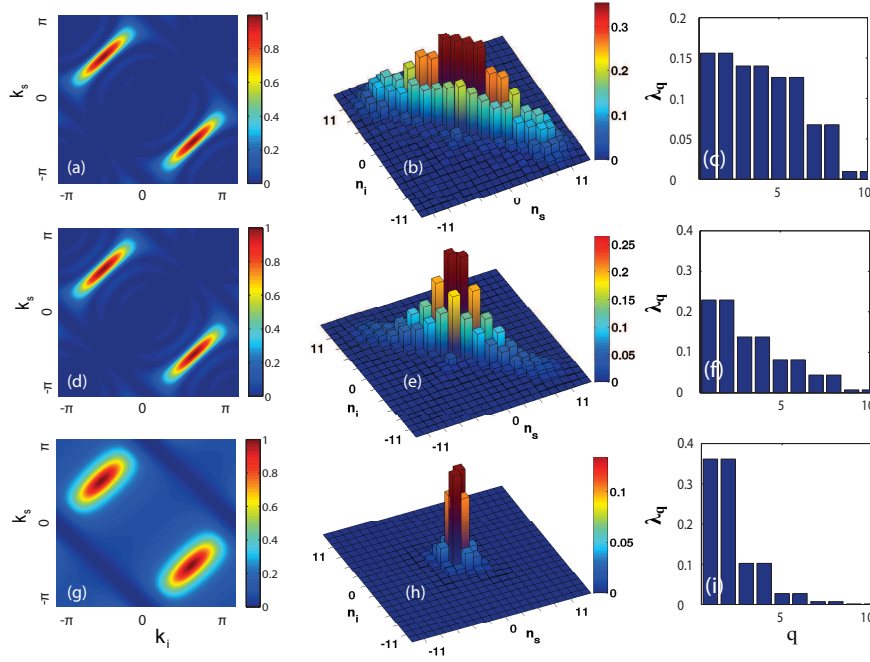 π 1 0.35 0.2
0.8 0.3
k_s 0.6 0.2 λ_q 0.15
0 0.4 11 0.1
0.2 0 0.1 0.05
-π (a) 0 n_i (b) 11 0 (c)
-π 0 π -11 -11 0 n_s 5 10
π 1 0.25 0.4
0.8 0.2 0.3
k_s 0.6 0.15 λ_q
0 0.4 11 0.1 0.2
0.2 0 0.05 0.1
-π (d) 0 n_i (e) 11 0 (f)
-π 0 π -11 -11 0 n_s 5 10
π 1 0.4
0.8 0.1 0.3
k_s 0.6 λ_q
0 0.4 11 0.05 0.2
0.2 0 0.1
-π (g) 0 n_i (h) 11 0 (i)
-π 0 π -11 -11 0 n_s 5 10
k_i q